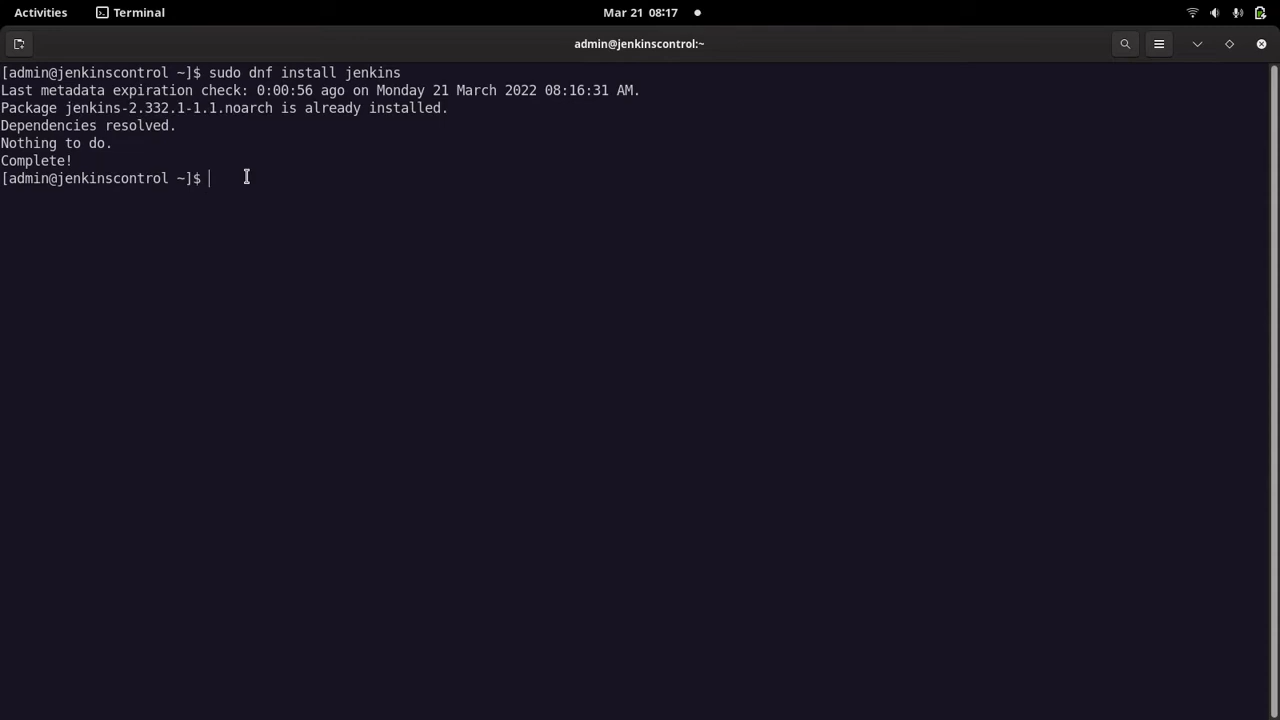 Activities Terminal Mar 21 08:17
admin@jenkinscontrol:~
[admin@jenkinscontrol ~]$ sudo dnf install jenkins
Last metadata expiration check: 0:00:56 ago on Monday 21 March 2022 08:16:31 AM.
Package jenkins-2.332.1-1.1.noarch is already installed.
Dependencies resolved.
Nothing to do.
Complete!
[admin@jenkinscontrol ~]$